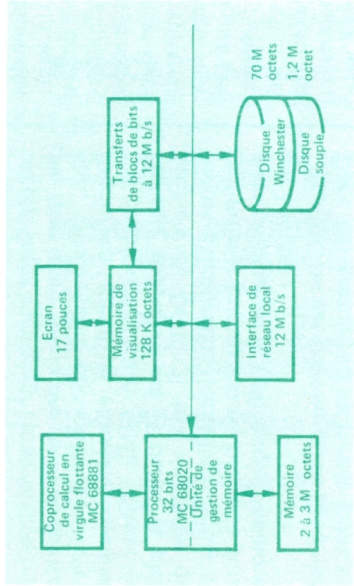 Coprocesseur
de calcul en
virgule flottante
MC 68881
Processeur
32 bits
MC 68020
Unité de
gestion de
mémoire
Mémoire
2 à 3 M octets
Ecran
17 pouces
Mémoire de
visualisation
128 K octets
Interface de
réseau local
12 M b/s
Transferts
de blocs de bits
à 12 M b/s
Disque
Winchester
Disque
souple
70 M
octets
1,2 M
octet